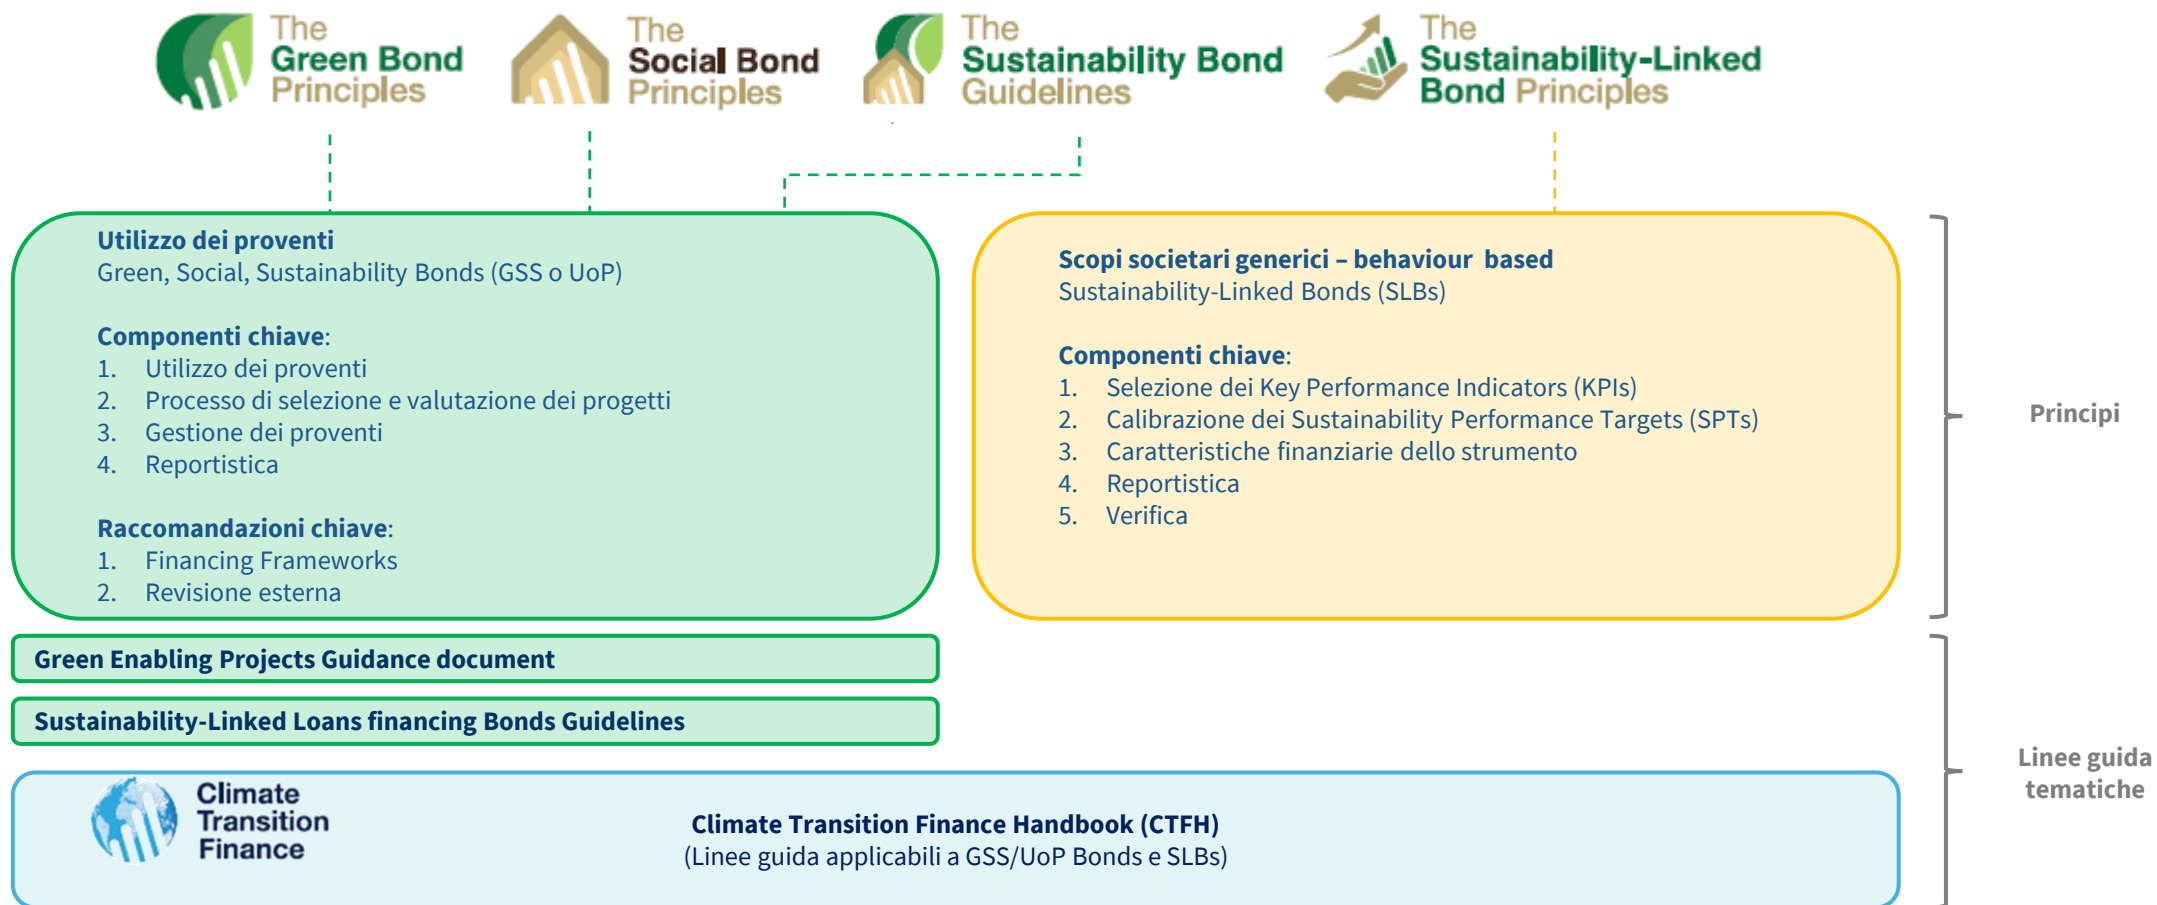 The
Green Bond
Principles
The
Social Bond
Principles
The
Sustainability Bond
Guidelines
The
Sustainability-Linked
Bond Principles
Utilizzo dei proventi
Green, Social, Sustainability Bonds (GSS o UoP)
Componenti chiave:
1. Utilizzo dei proventi
2. Processo di selezione e valutazione dei progetti
3. Gestione dei proventi
4. Reportistica
Raccomandazioni chiave:
1. Financing Frameworks
2. Revisione esterna
Scopi societari generici – behaviour based
Sustainability-Linked Bonds (SLBs)
Componenti chiave:
1. Selezione dei Key Performance Indicators (KPIs)
2. Calibrazione dei Sustainability Performance Targets (SPTs)
3. Caratteristiche finanziarie dello strumento
4. Reportistica
5. Verifica
Principi
Green Enabling Projects Guidance document
Sustainability-Linked Loans financing Bonds Guidelines
Climate
Transition
Finance
Climate Transition Finance Handbook (CTFH)
(Linee guida applicabili a GSS/UoP Bonds e SLBs)
Linee guida
tematiche